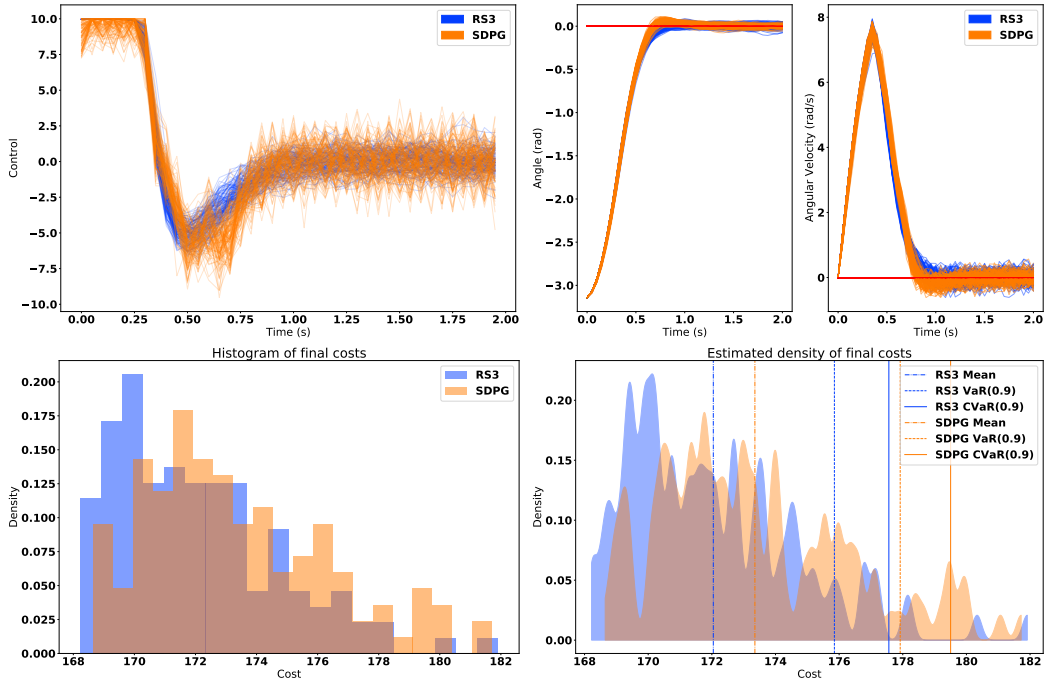 RS3
SDPG
10.0
7.5
5.0
2.5
0.0
−2.5
−5.0
−7.5
−10.0
Control
0.00 0.25 0.50 0.75 1.00 1.25 1.50 1.75 2.00
Time (s)
0.0
−0.5
−1.0
−1.5
−2.0
−2.5
−3.0
Angle (rad)
0.0 0.5 1.0 1.5 2.0
Time (s)
RS3
SDPG
8
6
4
2
0
Angular Velocity (rad/s)
0.0 0.5 1.0 1.5 2.0
Time (s)
Histogram of final costs
RS3
SDPG
0.200
0.175
0.150
0.125
0.100
0.075
0.050
0.025
0.000
Density
168 170 172 174 176 178 180 182
Cost
Estimated density of final costs
RS3 Mean
RS3 VaR(0.9)
RS3 CVaR(0.9)
SDPG Mean
SDPG VaR(0.9)
SDPG CVaR(0.9)
0.20
0.15
0.10
0.05
0.00
Density
168 170 172 174 176 178 180 182
Cost